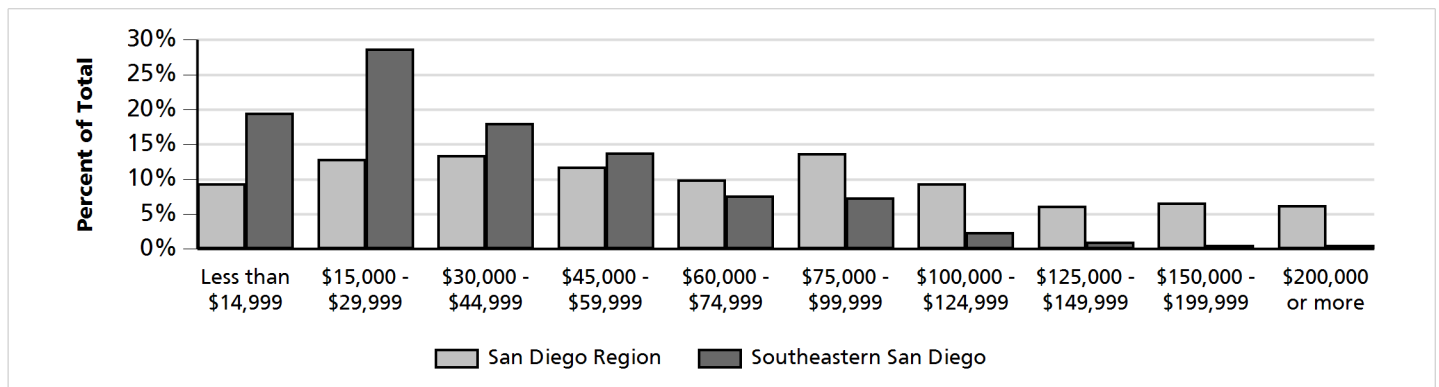 Percent of Total
30%
25%
20%
15%
10%
5%
0%
Less than $14,999
$15,000 - $29,999
$30,000 - $44,999
$45,000 - $59,999
$60,000 - $74,999
$75,000 - $99,999
$100,000 - $124,999
$125,000 - $149,999
$150,000 - $199,999
$200,000 or more
San Diego Region
Southeastern San Diego